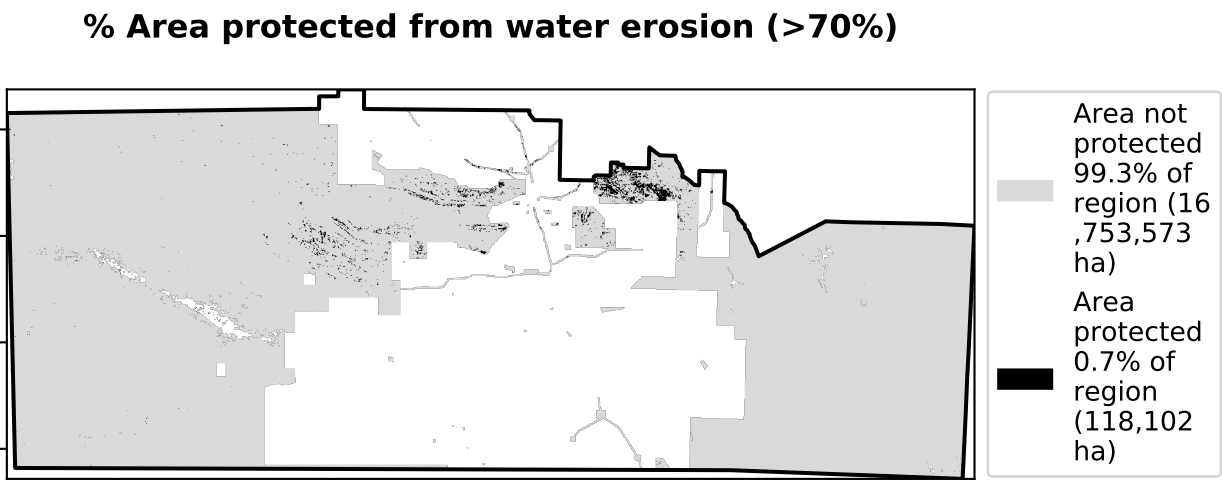 % Area protected from water erosion (>70%)
Area not
protected
99.3% of
region (16
,753,573
ha)
Area
protected
0.7% of
region
(118,102
ha)